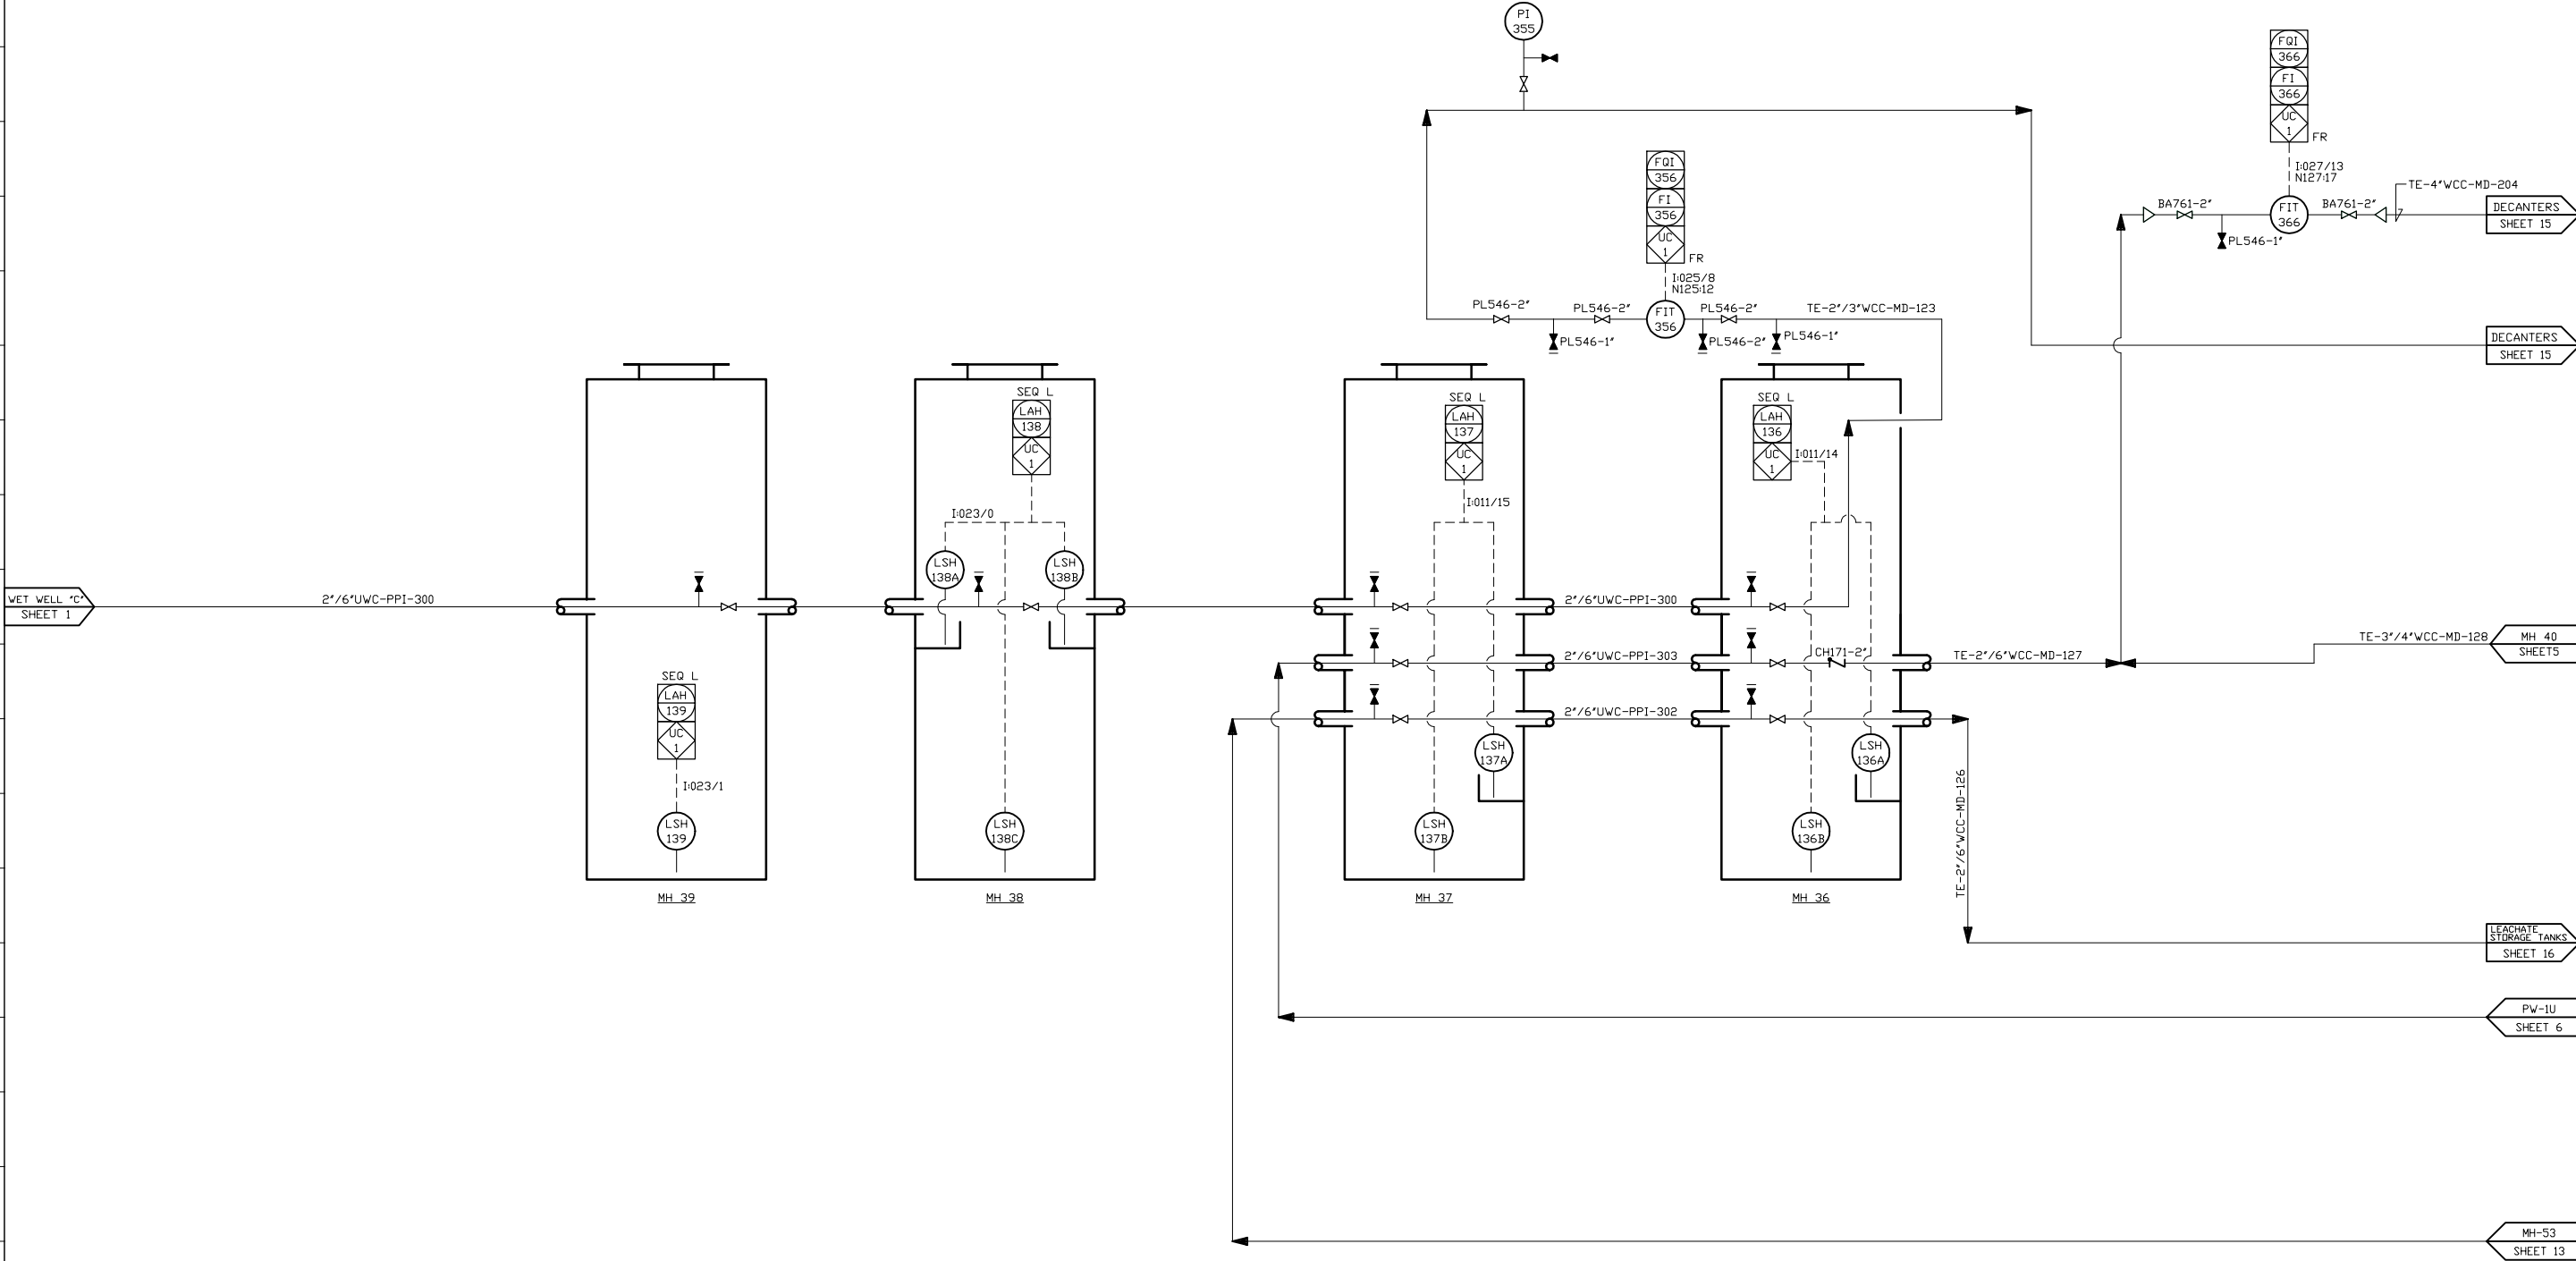 PI
355
FQI
366
FI
366
UC
1
FR
I:027/13
N127:17
TE-4"WCC-MD-204
BA761-2"
FIT
366
BA761-2"
PL546-1"
DECANTERS
SHEET 15
FQI
356
FI
356
UC
1
FR
I:025/8
N125:12
PL546-2"
PL546-2"
FIT
356
PL546-2"
TE-2"/3"WCC-MD-123
PL546-1"
PL546-2"
PL546-1"
DECANTERS
SHEET 15
SEQ L
LAH
138
UC
1
I:023/0
LSH
138A
LSH
138B
LSH
138C
MH 38
SEQ L
LAH
137
UC
1
I:011/15
LSH
137A
LSH
137B
MH 37
SEQ L
LAH
136
UC
1
I:011/14
CH171-2"
LSH
136A
LSH
136B
MH 36
WET WELL "C"
SHEET 1
2"/6"UWC-PPI-300
SEQ L
LAH
139
UC
1
I:023/1
LSH
139
MH 39
2"/6"UWC-PPI-300
2"/6"UWC-PPI-303
2"/6"UWC-PPI-302
TE-2"/6"WCC-MD-127
TE-3"/4"WCC-MD-128
MH 40
SHEET5
TE-2"/6"WCC-MD-126
LEACHATE
STORAGE TANKS
SHEET 16
PW-1U
SHEET 6
MH-53
SHEET 13